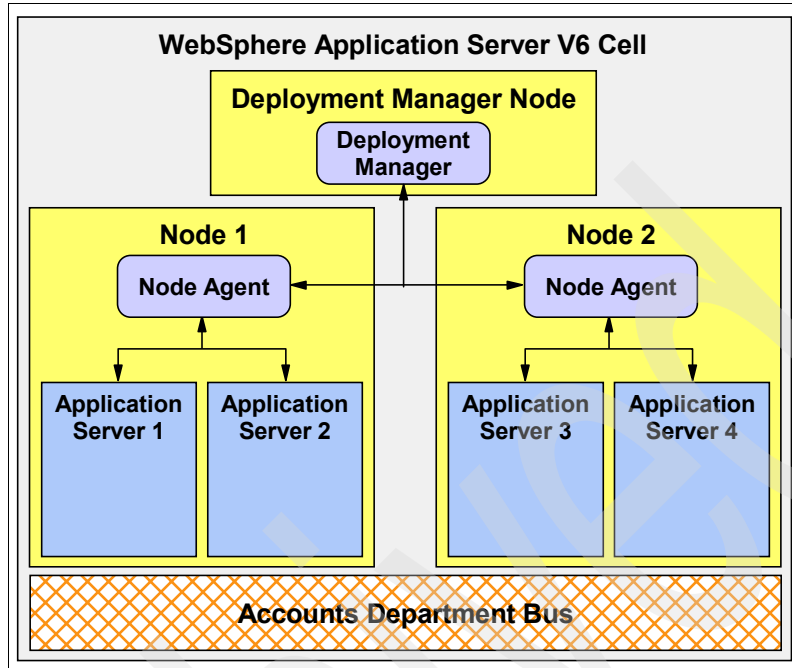 WebSphere Application Server V6 Cell
Deployment Manager Node
Deployment
Manager
Node 1
Node Agent
Application
Server 1
Application
Server 2
Node 2
Node Agent
Application
Server 3
Application
Server 4
Accounts Department Bus